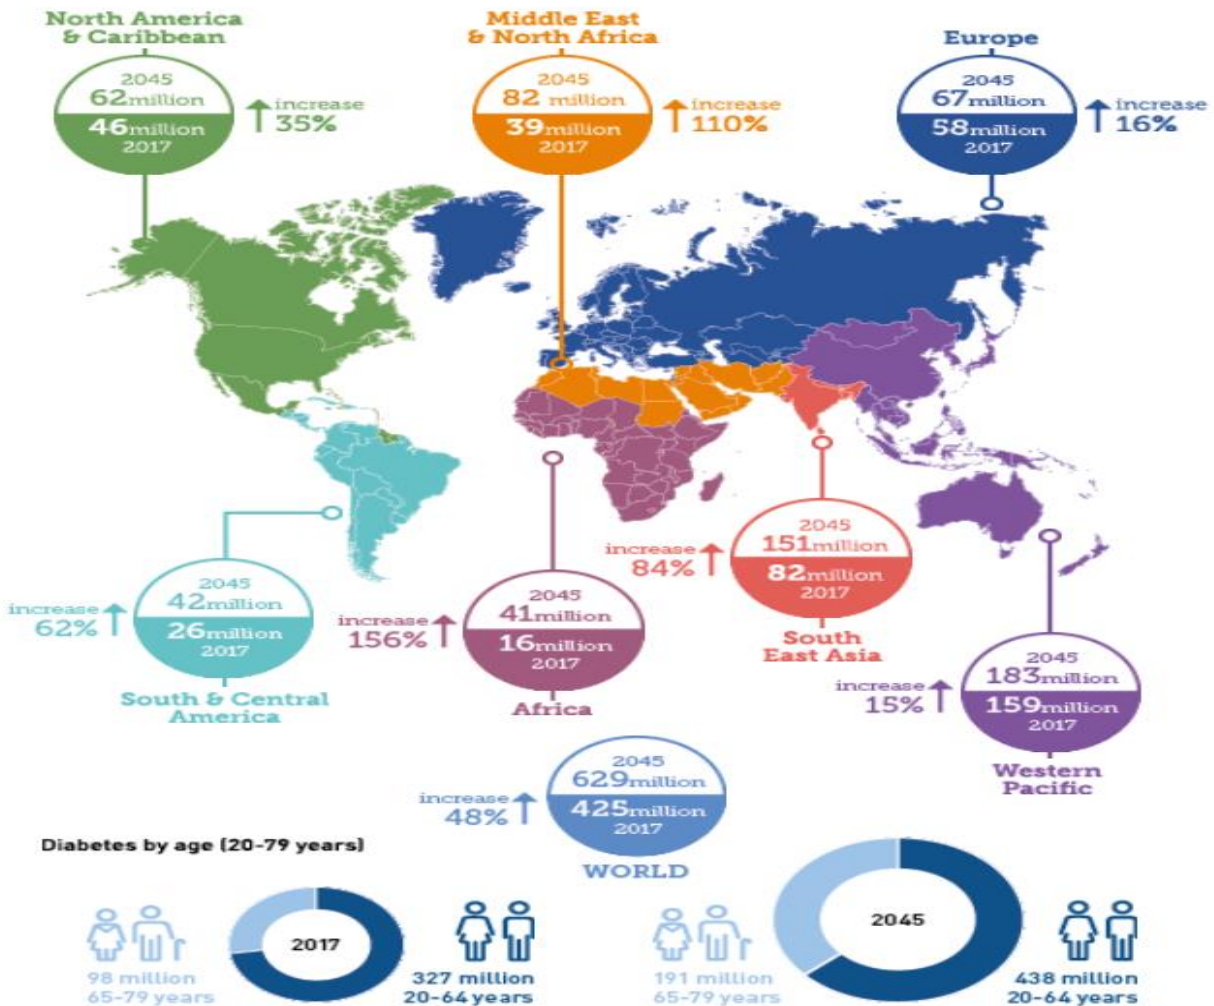 North America
& Caribbean
2045
62million
46million
2017
increase
35%
Middle East
& North Africa
2045
82 million
39million
2017
increase
110%
Europe
2045
67million
58million
2017
increase
16%
2045
42million
26million
2017
increase
62%
South & Central
America
2045
41million
16million
2017
increase
156%
Africa
2045
151million
82million
2017
increase
84%
South
East Asia
2045
183million
159million
2017
increase
15%
Western
Pacific
2045
629million
425million
2017
increase
48%
WORLD
Diabetes by age (20-79 years)
98 million
65-79 years
2017
327 million
20-64 years
191 million
65-79 years
2045
438 million
20-64 years